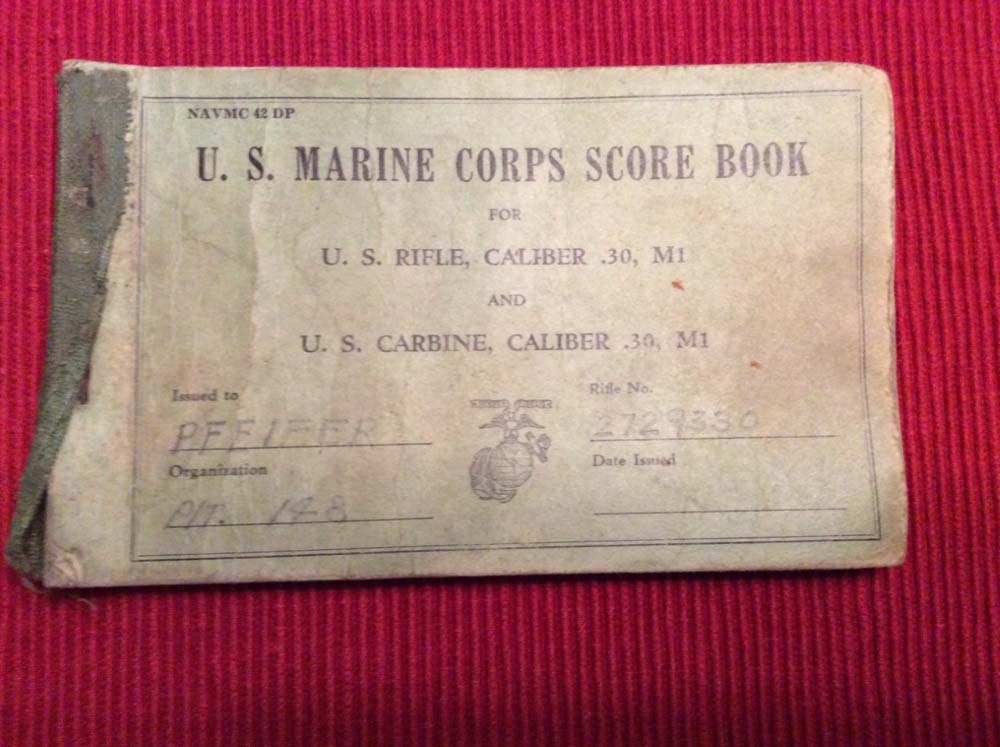 NAVMC 42 DP
U. S. MARINE CORPS SCORE BOOK
FOR
U. S. RIFLE, CALIBER .30, M1
AND
U. S. CARBINE, CALIBER .30, M1
Issued to
PFEIFER
Rifle No.
2729330
Organization
Plt. 148
Date Issued